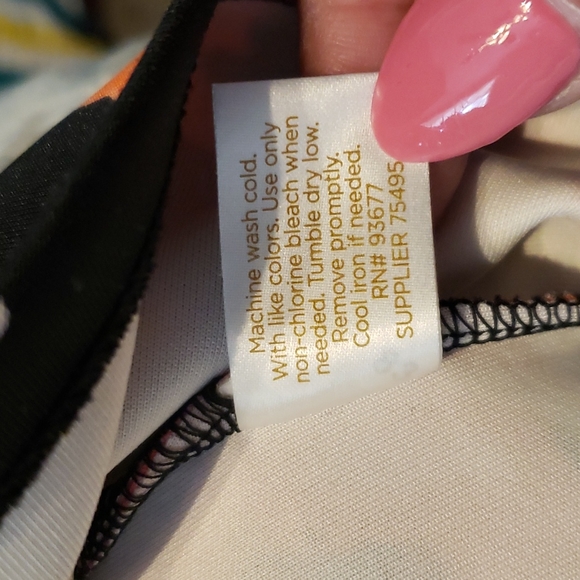 Machine wash cold.
With like colors. Use only
non-chlorine bleach when
needed. Tumble dry low.
Remove promptly.
Cool iron if needed.
RN# 93677
SUPPLIER 75495